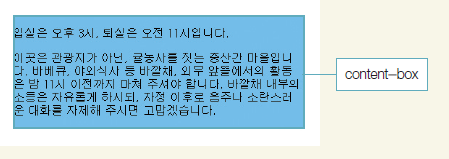 입실은 오후 3시, 퇴실은 오전 11시입니다.
이곳은 관광지가 아닌, 귤농사를 짓는 중산간 마을입니
다. 바베큐, 야외식사 등 바깥채, 외무 앞뜰에서의 활동
은 밤 11시 이전까지 마쳐 주셔야 합니다. 바깥채 내부의
소등은 자유롭게 하시되, 자정 이후로 음주나 소란스러
운 대화를 자제해 주시면 고맙겠습니다.
content-box